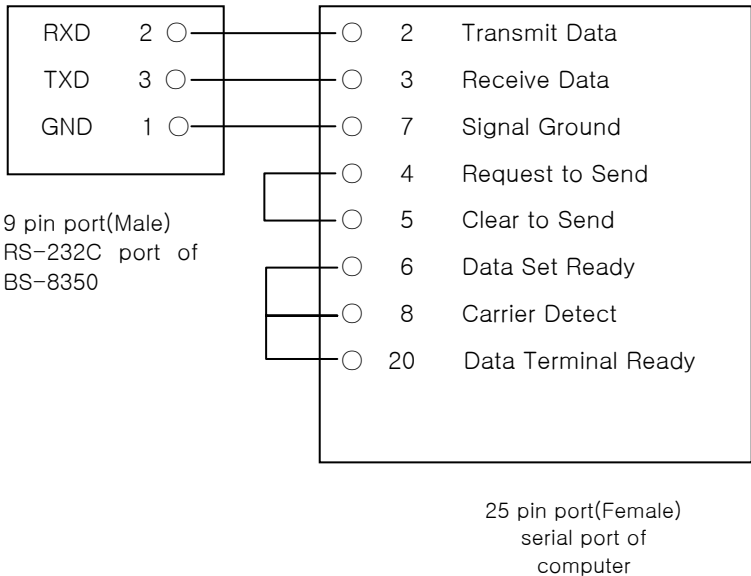 RXD 2 2 Transmit Data
TXD 3 3 Receive Data
GND 1 7 Signal Ground
4 Request to Send
5 Clear to Send
6 Data Set Ready
8 Carrier Detect
20 Data Terminal Ready
9 pin port(Male)
RS-232C port of
BS-8350
25 pin port(Female)
serial port of
computer